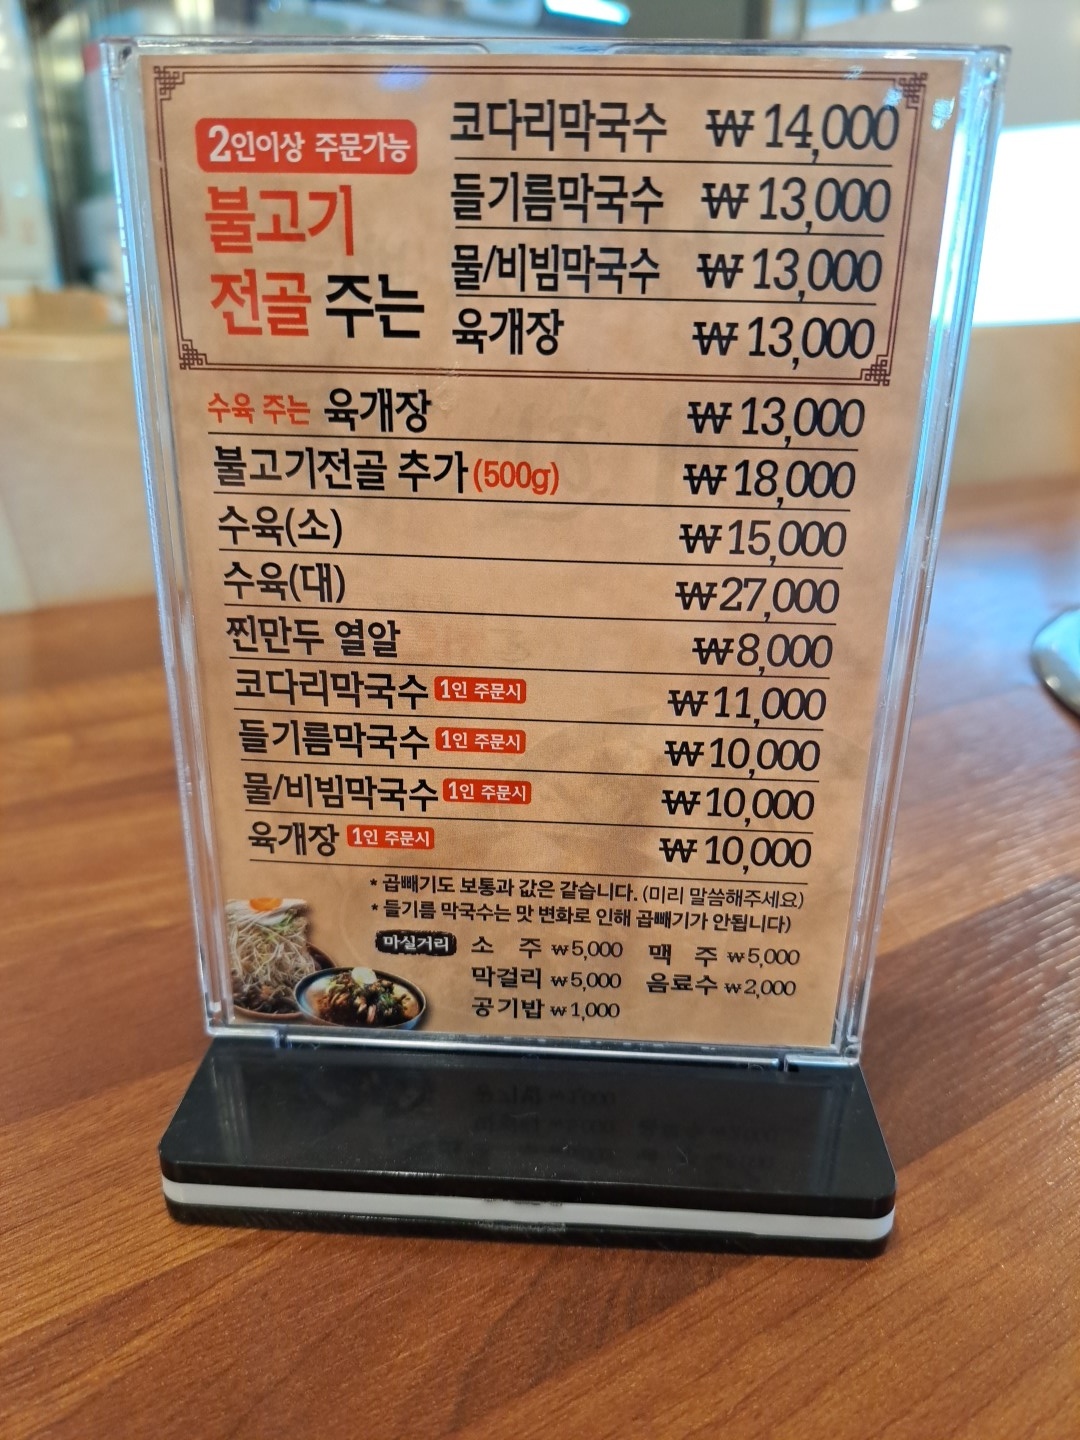 2인이상 주문가능
불고기
전골 주는
코다리막국수 ₩14,000
들기름막국수 ₩13,000
물/비빔막국수 ₩13,000
육개장 ₩13,000
수육 주는 육개장 ₩13,000
불고기전골 추가(500g) ₩18,000
수육(소) ₩15,000
수육(대) ₩27,000
찐만두 열알 ₩8,000
코다리막국수 1인 주문시 ₩11,000
들기름막국수 1인 주문시 ₩10,000
물/비빔막국수 1인 주문시 ₩10,000
육개장 1인 주문시 ₩10,000
* 곱빼기도 보통과 값은 같습니다. (미리 말씀해주세요)
* 들기름 막국수는 맛 변화로 인해 곱빼기가 안됩니다)
마실거리 소 주 ₩5,000 맥 주 ₩5,000
막걸리 ₩5,000 음료수 ₩2,000
공기밥 ₩1,000